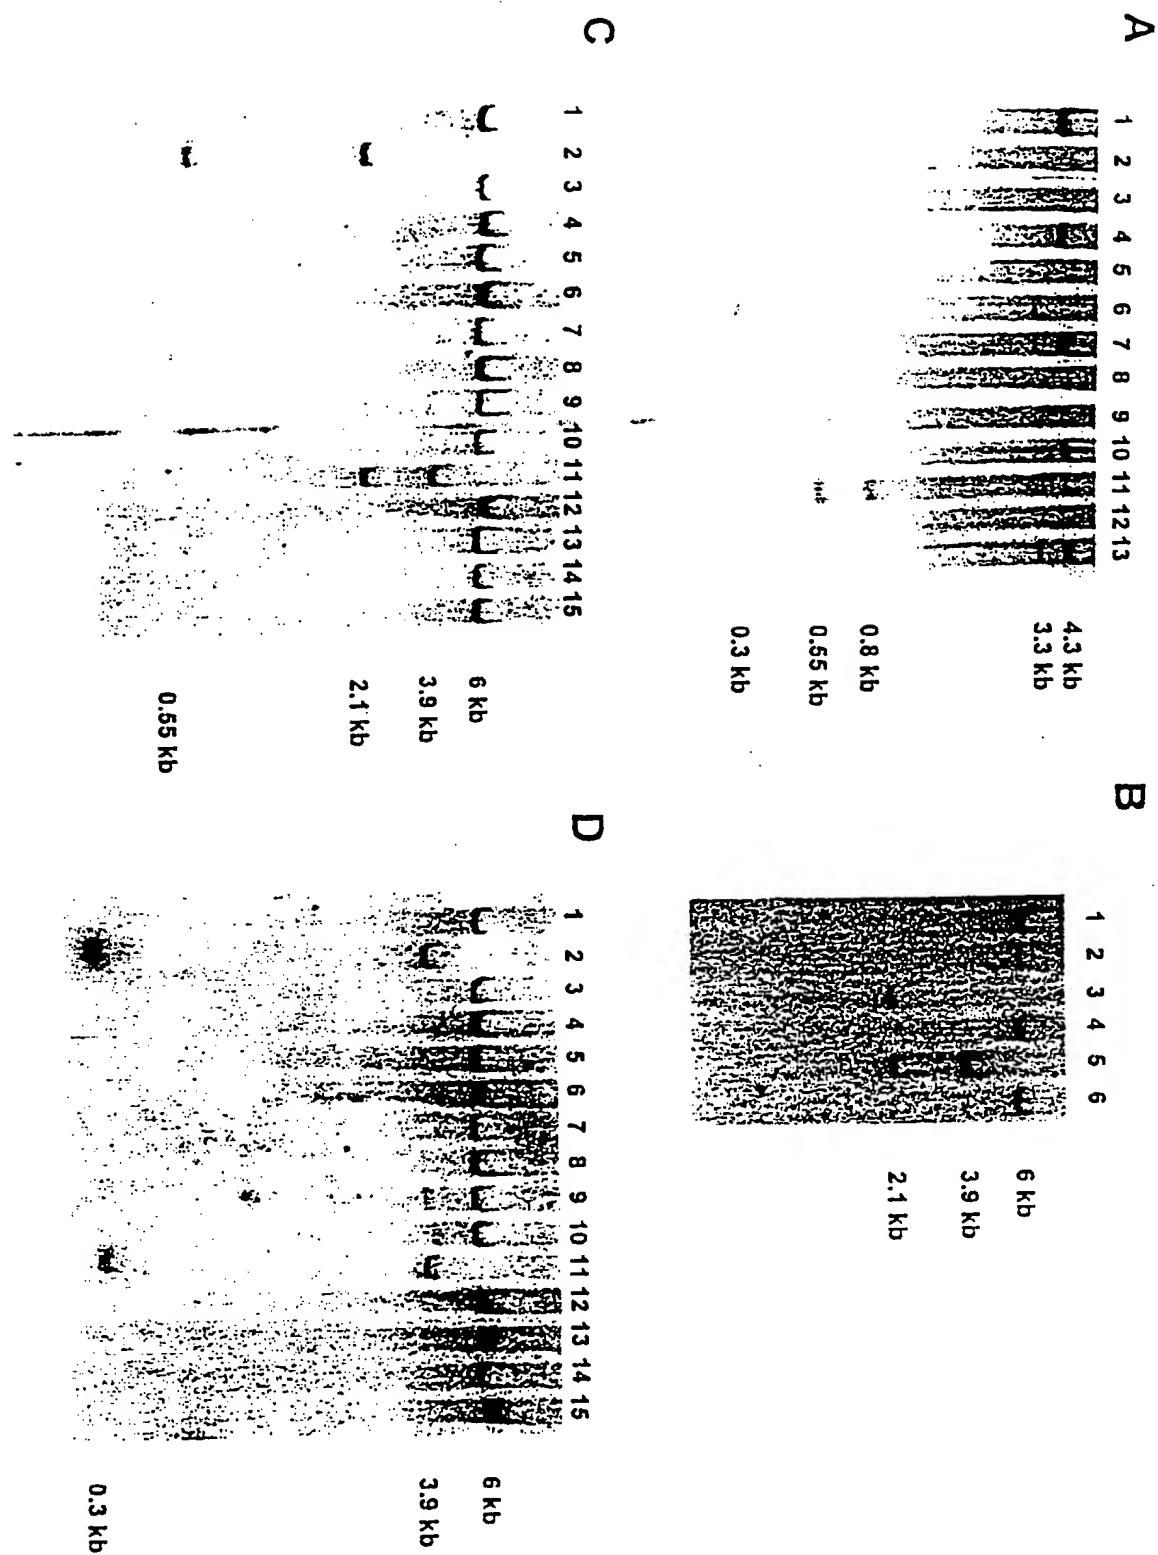 A
1 2 3 4 5 6 7 8 9 10 11 12 13
4.3 kb
3.3 kb
0.8 kb
0.55 kb
0.3 kb
B
1 2 3 4 5 6
6 kb
3.9 kb
2.1 kb
C
1 2 3 4 5 6 7 8 9 10 11 12 13 14 15
6 kb
3.9 kb
2.1 kb
0.55 kb
D
1 2 3 4 5 6 7 8 9 10 11 12 13 14 15
6 kb
3.9 kb
0.3 kb